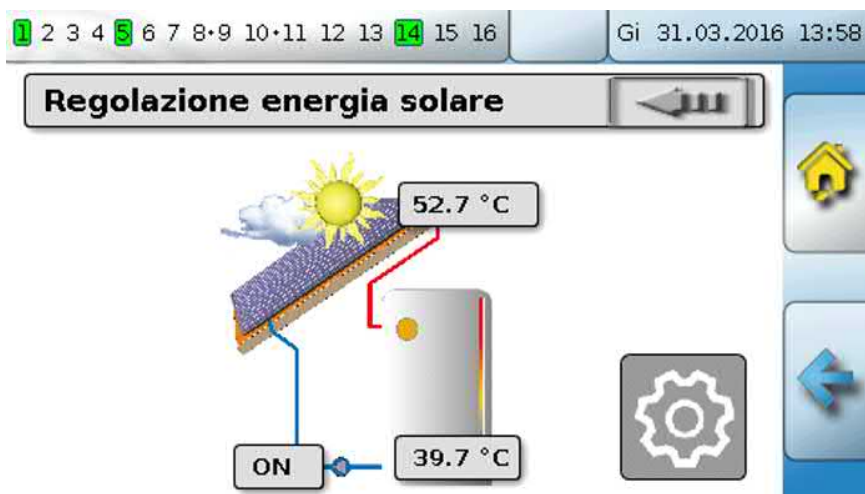 1 2 3 4 5 6 7 8•9 10•11 12 13 14 15 16 Gi 31.03.2016 13:58
Regolazione energia solare
52.7 °C
ON 39.7 °C